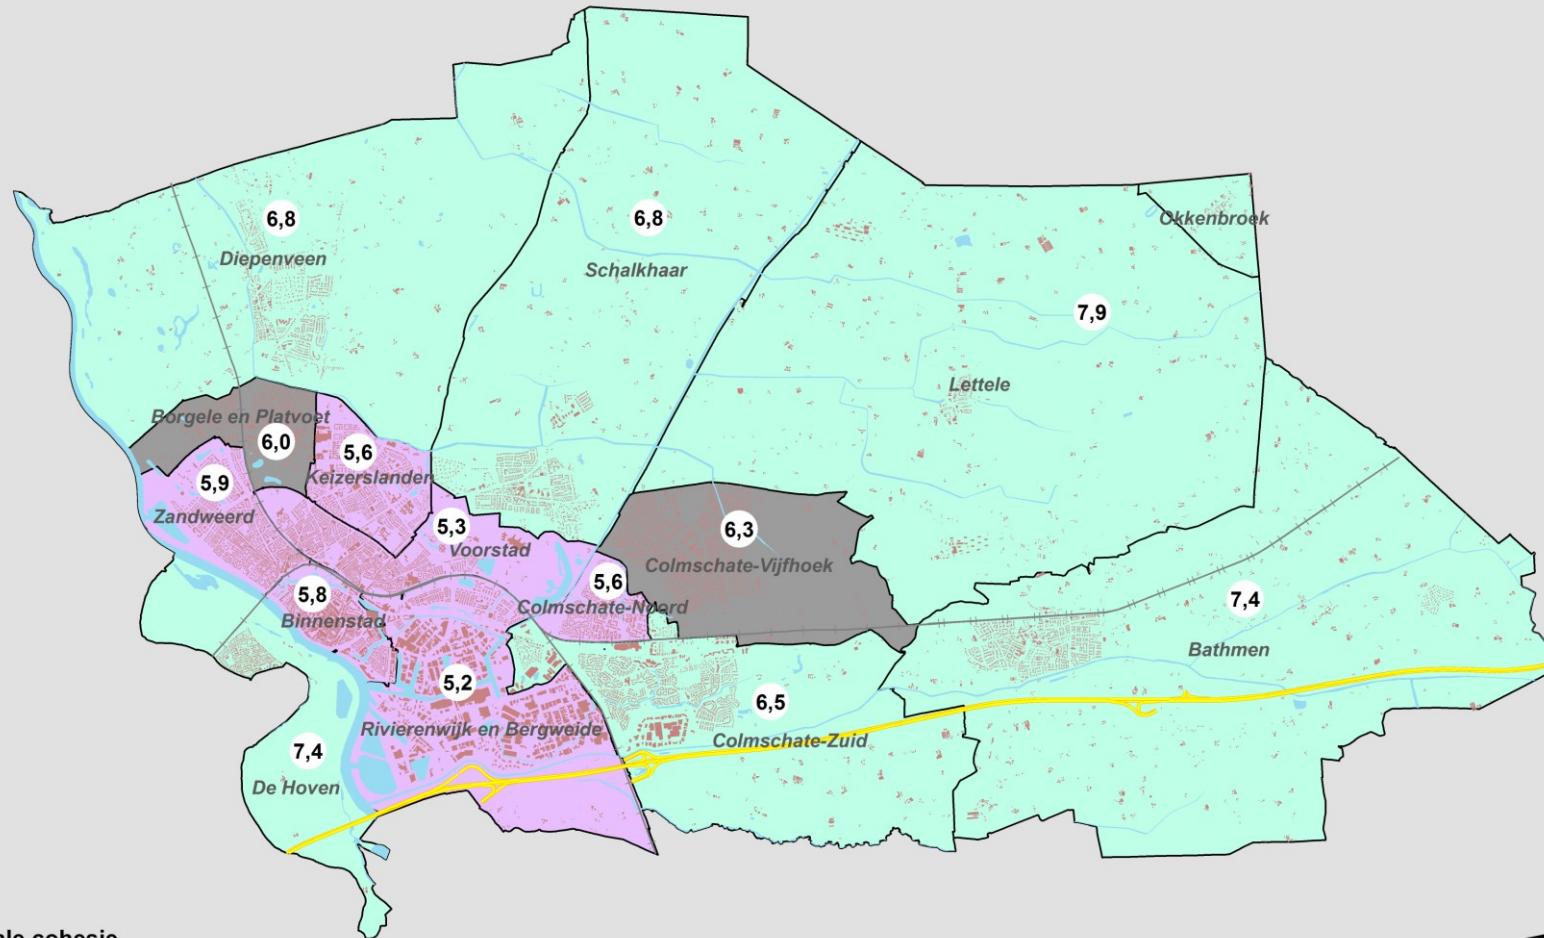 6,8
Diepenveen
6,8
Schalkhaar
Okkenbroek
7,9
Lettele
Borgele en Platvoet
6,0
5,6
Keizerslanden
5,9
Zandweerd
5,3
Voorstad
6,3
Colmschate-Vijfhoek
5,6
Colmschate-Noord
5,8
Binnenstad
7,4
Bathmen
5,2
Rivierenwijk en Bergweide
6,5
Colmschate-Zuid
7,4
De Hoven
cohesie